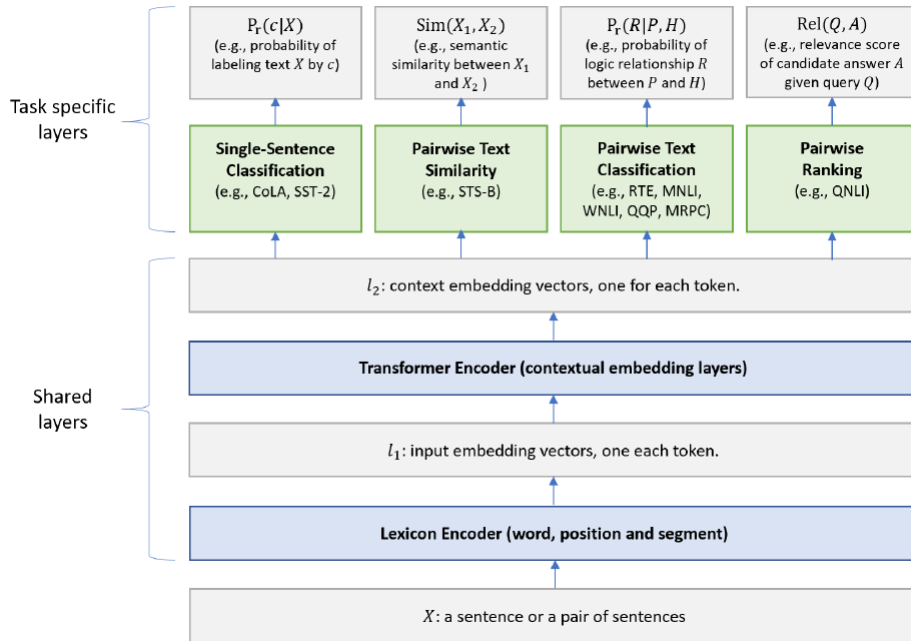 Pr(c|X)
(e.g., probability of
labeling text X by c)
Sim(X1, X2)
(e.g., semantic
similarity between X1
and X2 )
Pr(R|P, H)
(e.g., probability of
logic relationship R
between P and H)
Rel(Q, A)
(e.g., relevance score
of candidate answer A
given query Q)
Task specific
layers
Single-Sentence
Classification
(e.g., CoLA, SST-2)
Pairwise Text
Similarity
(e.g., STS-B)
Pairwise Text
Classification
(e.g., RTE, MNLI,
WNLI, QQP, MRPC)
Pairwise
Ranking
(e.g., QNLI)
l2: context embedding vectors, one for each token.
Transformer Encoder (contextual embedding layers)
Shared
layers
l1: input embedding vectors, one each token.
Lexicon Encoder (word, position and segment)
X: a sentence or a pair of sentences